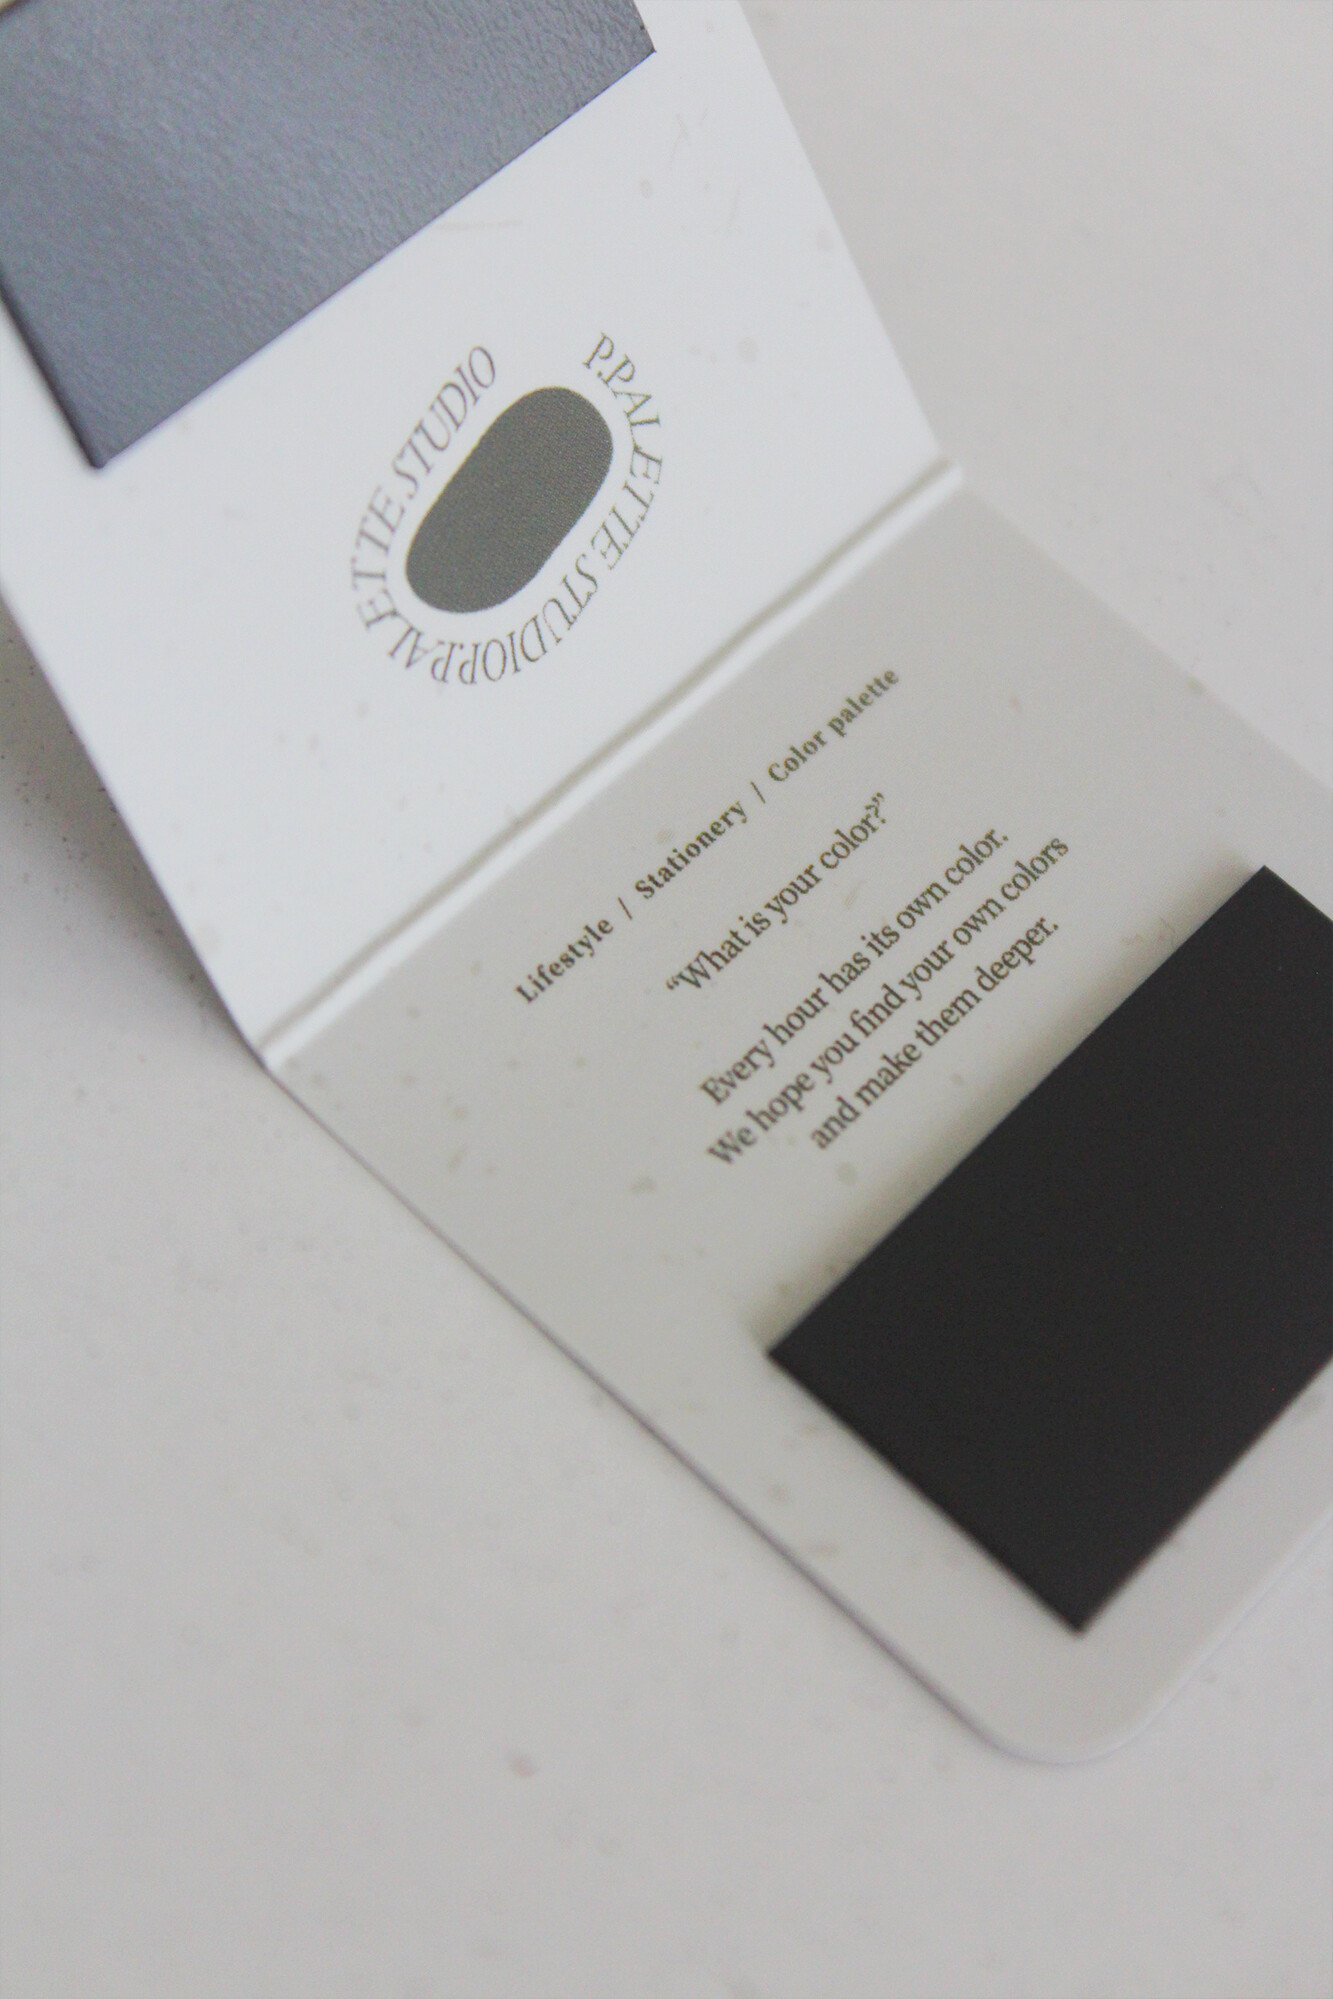 P.PALETTE STUDIO P.PALETTE STUDIO
Lifestyle / Stationery / Color palette
“What is your color?”
Every hour has its own color.
We hope you find your own colors
and make them deeper.